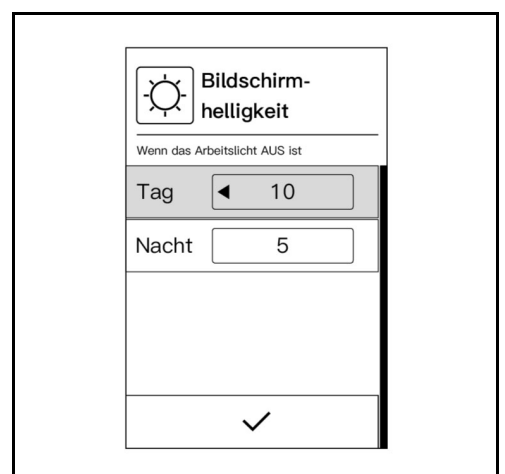 Bildschirm-
helligkeit
Wenn das Arbeitslicht AUS ist
Tag 10
Nacht 5